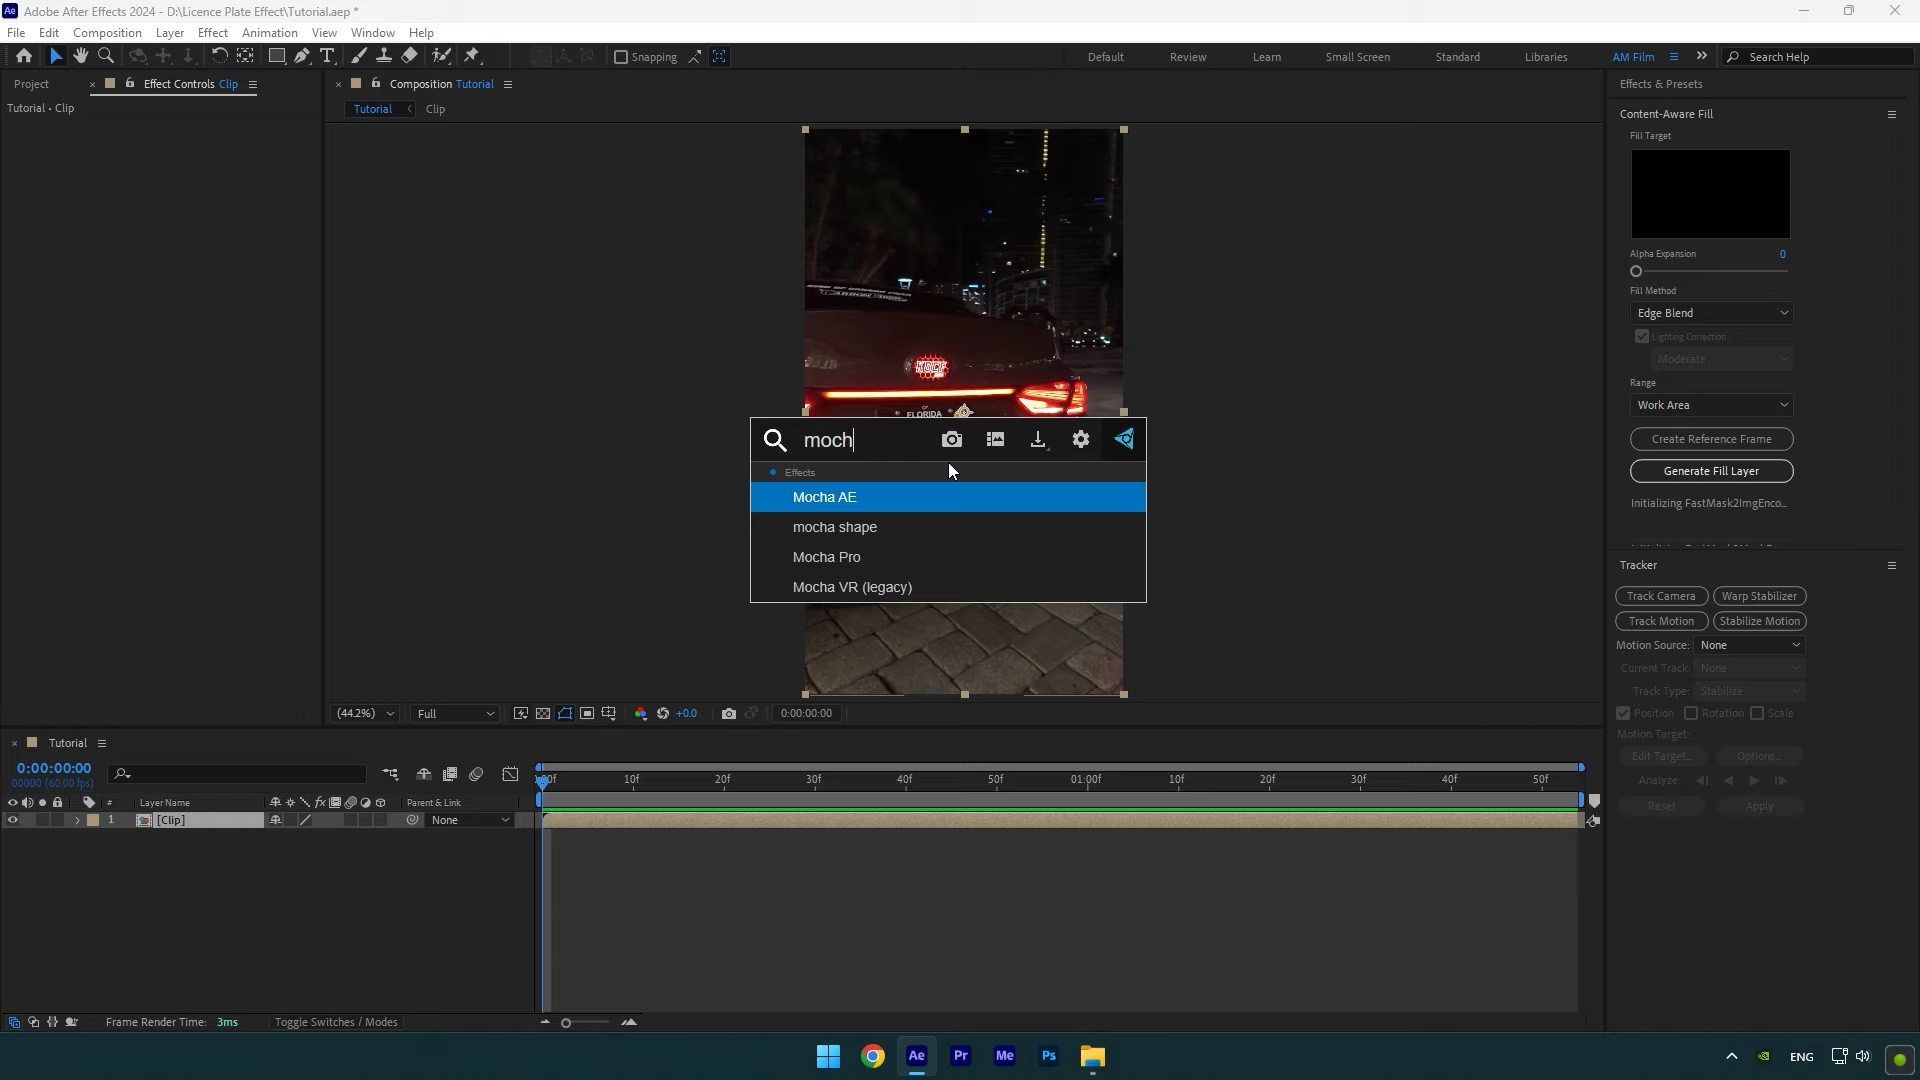 Adobe After Effects 2024 - D:\Licence Plate Effect\Tutorial.aep *
File Edit Composition Layer Effect Animation View Window Help
Snapping Default Review Learn Small Screen Standard Libraries AM Film Search Help
Project Effect Controls Clip
Tutorial • Clip
Composition Tutorial
Tutorial Clip
FLORIDA
moch
Effects
Mocha AE
mocha shape
Mocha Pro
Mocha VR (legacy)
(44.2%) Full +0.0 0:00:00:00
Effects & Presets
Content-Aware Fill
Fill Target
Alpha Expansion 0
Fill Method
Edge Blend
Lighting Correction
Moderate
Range
Work Area
Create Reference Frame
Generate Fill Layer
Initializing FastMask2ImgEnco...
Tracker
Track Camera Warp Stabilizer
Track Motion Stabilize Motion
Motion Source: None
Current Track: None
Track Type: Stabilize
Position Rotation Scale
Motion Target:
Edit Target... Options...
Analyze:
Reset Apply
Tutorial
0:00:00:00
00000 (60.00 fps)
# Layer Name Parent & Link
1 [Clip] None
10f 20f 30f 40f 50f 01:00f 10f 20f 30f 40f 50f
Frame Render Time: 3ms Toggle Switches / Modes
Ae Pr Me Ps ENG